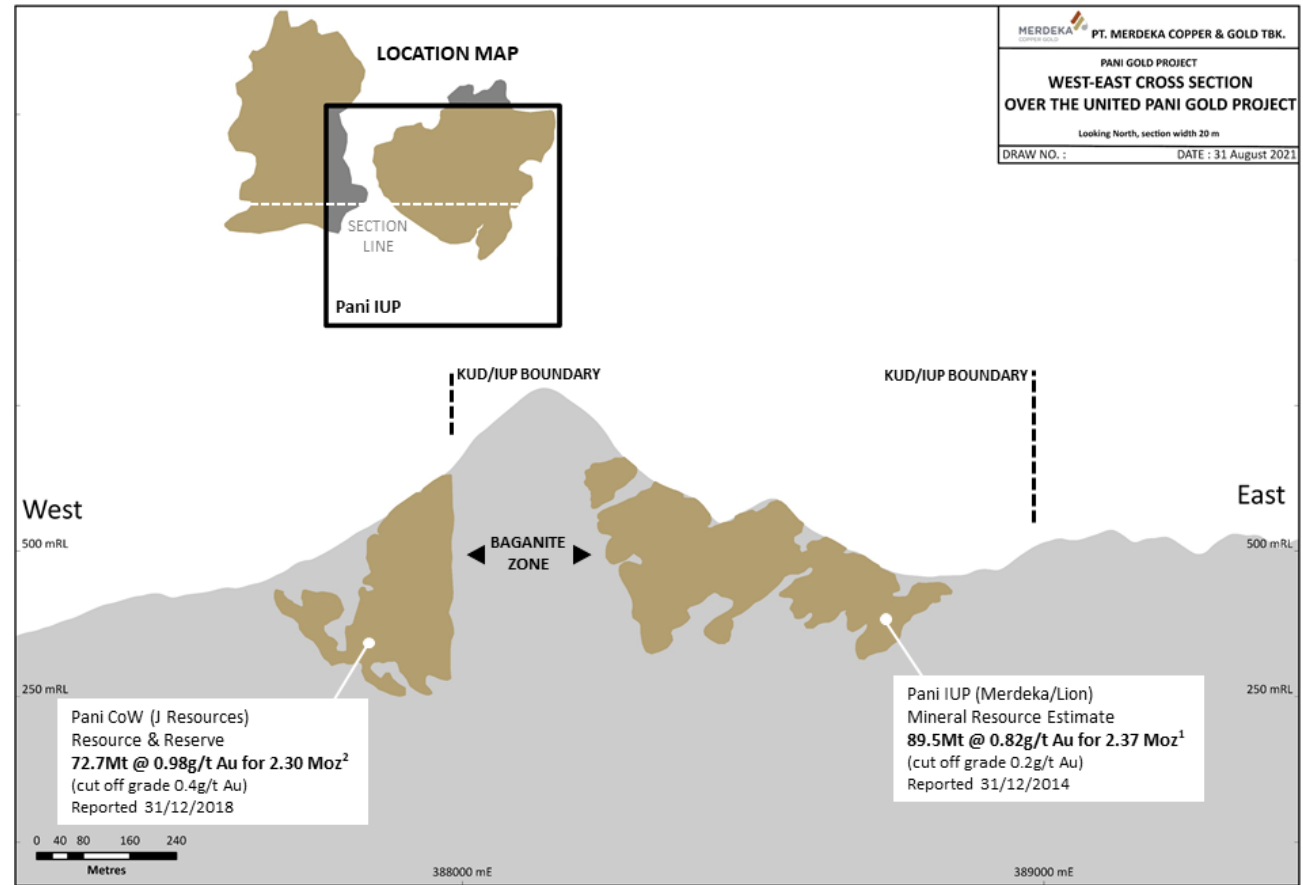 LOCATION MAP
SECTION
LINE
Pani IUP
MERDEKA
COPPER GOLD
PT. MERDEKA COPPER & GOLD TBK.
PANI GOLD PROJECT
WEST-EAST CROSS SECTION
OVER THE UNITED PANI GOLD PROJECT
Looking North, section width 20 m
DRAW NO. :
DATE : 31 August 2021
KUD/IUP BOUNDARY
KUD/IUP BOUNDARY
West
East
500 mRL
500 mRL
BAGANITE
ZONE
250 mRL
250 mRL
Pani CoW (J Resources)
Resource & Reserve
72.7Mt @ 0.98g/t Au for 2.30 Moz²
(cut off grade 0.4g/t Au)
Reported 31/12/2018
Pani IUP (Merdeka/Lion)
Mineral Resource Estimate
89.5Mt @ 0.82g/t Au for 2.37 Moz¹
(cut off grade 0.2g/t Au)
Reported 31/12/2014
0 40 80 160 240
Metres
388000 mE
389000 mE